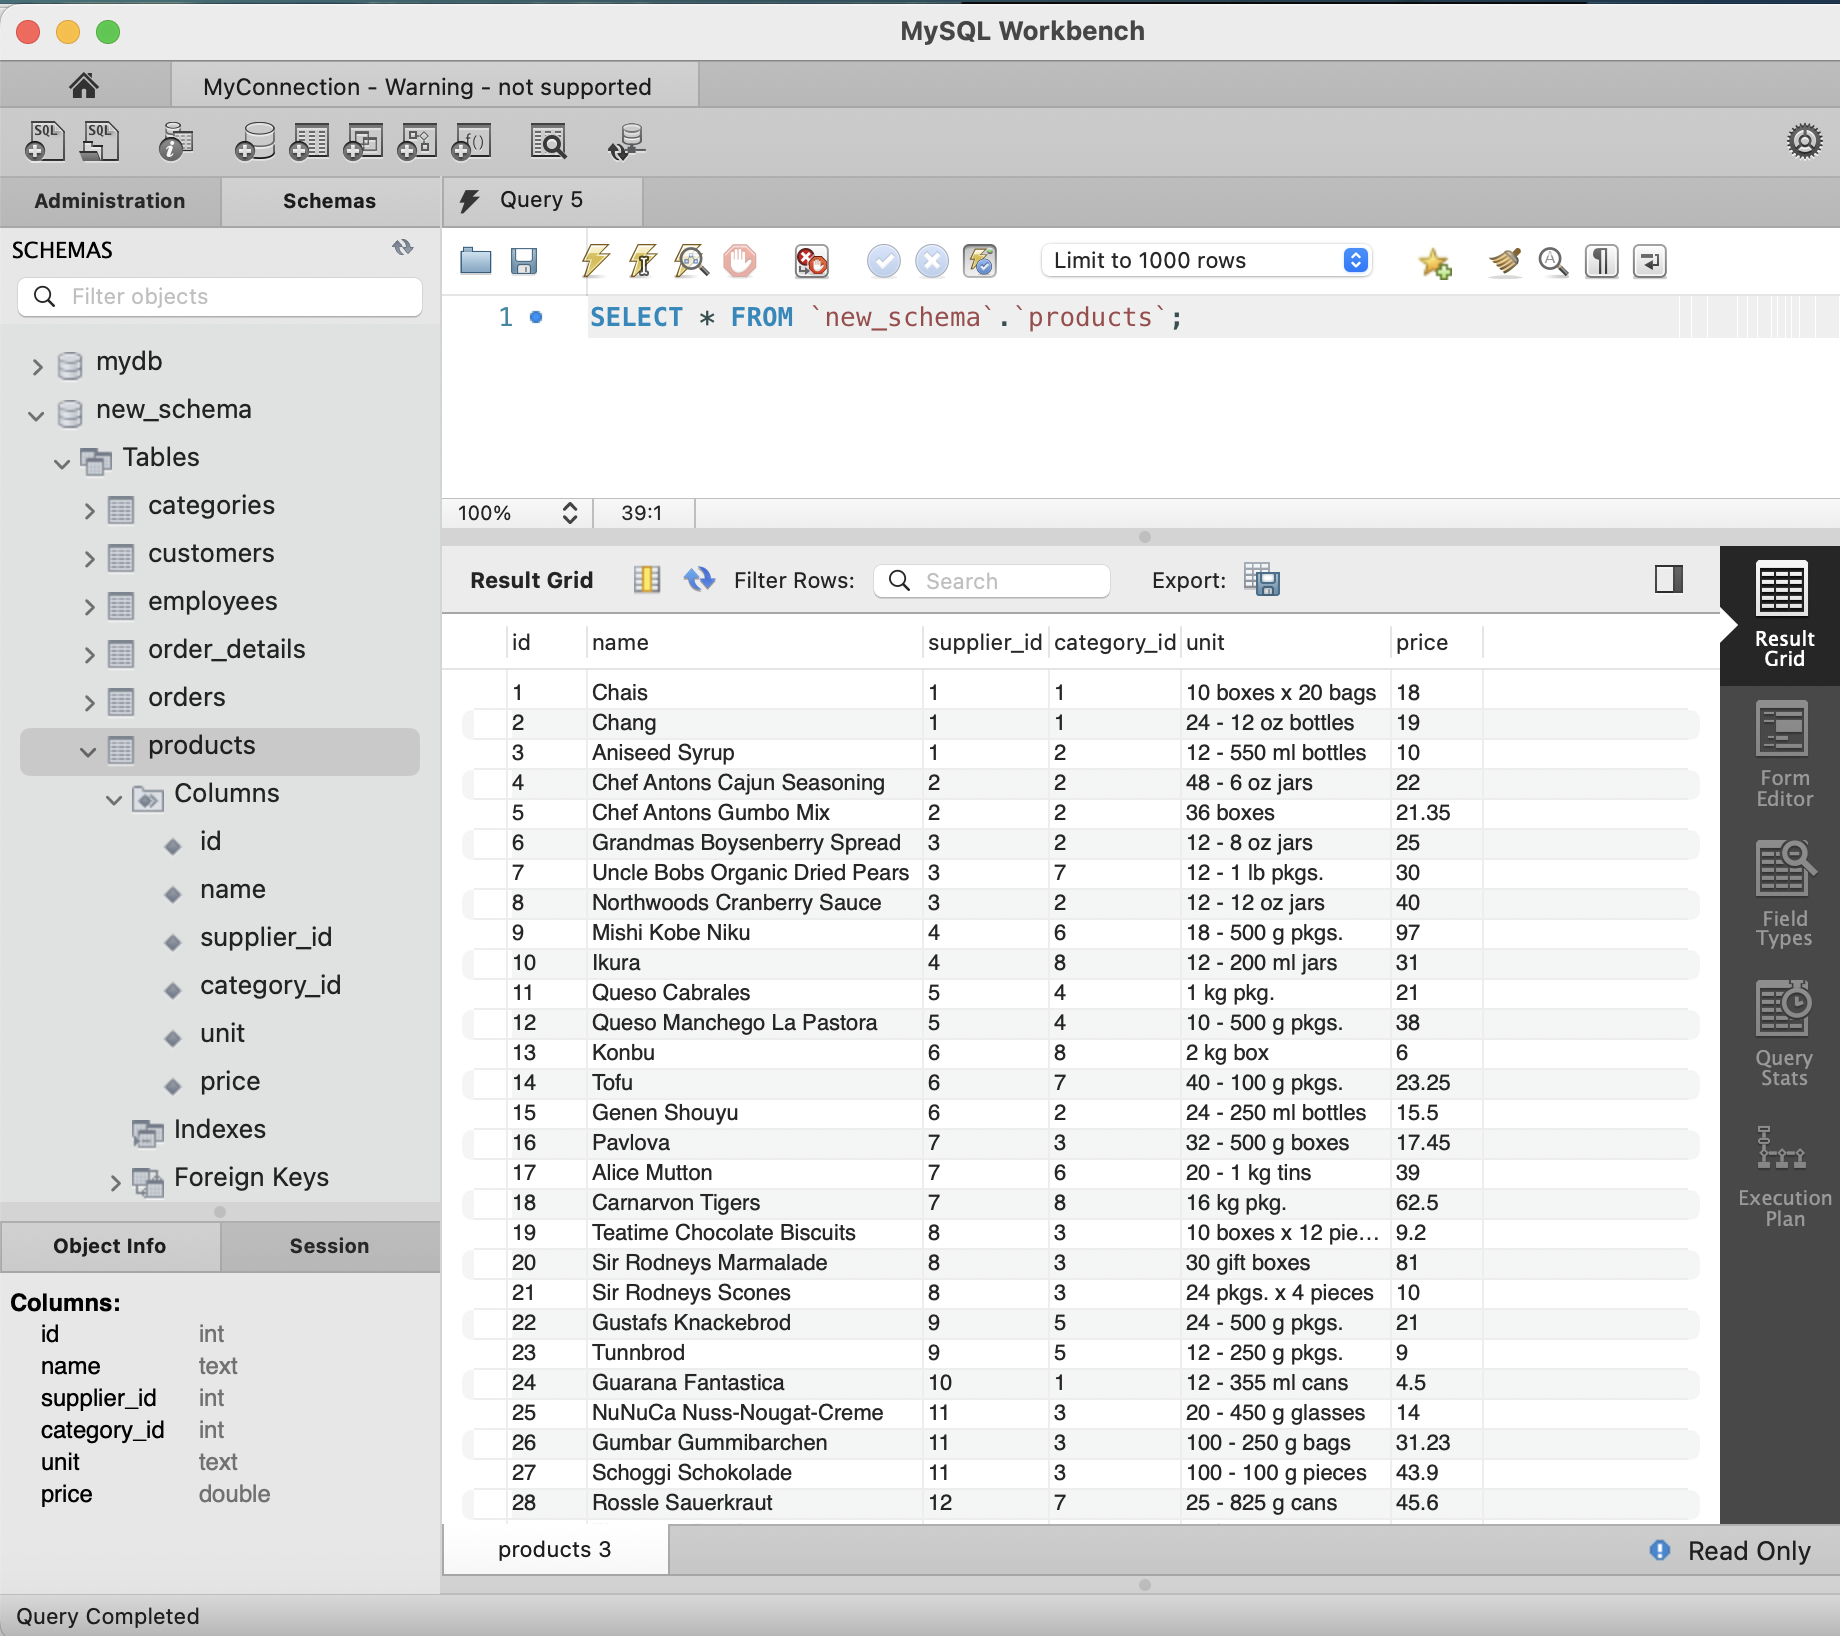 MySQL Workbench
MyConnection - Warning - not supported
SQL SQL i f()
Administration Schemas Query 5
SCHEMAS
Filter objects
Limit to 1000 rows
1 SELECT * FROM `new_schema`.`products`;
mydb
new_schema
Tables
categories
customers
employees
order_details
orders
products
Columns
id
name
supplier_id
category_id
unit
price
Indexes
Foreign Keys
Object Info Session
Columns:
id int
name text
supplier_id int
category_id int
unit text
price double
100% 39:1
Result Grid Filter Rows: Search Export:
id name supplier_id category_id unit price
1 Chais 1 1 10 boxes x 20 bags 18
2 Chang 1 1 24 - 12 oz bottles 19
3 Aniseed Syrup 1 2 12 - 550 ml bottles 10
4 Chef Antons Cajun Seasoning 2 2 48 - 6 oz jars 22
5 Chef Antons Gumbo Mix 2 2 36 boxes 21.35
6 Grandmas Boysenberry Spread 3 2 12 - 8 oz jars 25
7 Uncle Bobs Organic Dried Pears 3 7 12 - 1 lb pkgs. 30
8 Northwoods Cranberry Sauce 3 2 12 - 12 oz jars 40
9 Mishi Kobe Niku 4 6 18 - 500 g pkgs. 97
10 Ikura 4 8 12 - 200 ml jars 31
11 Queso Cabrales 5 4 1 kg pkg. 21
12 Queso Manchego La Pastora 5 4 10 - 500 g pkgs. 38
13 Konbu 6 8 2 kg box 6
14 Tofu 6 7 40 - 100 g pkgs. 23.25
15 Genen Shouyu 6 2 24 - 250 ml bottles 15.5
16 Pavlova 7 3 32 - 500 g boxes 17.45
17 Alice Mutton 7 6 20 - 1 kg tins 39
18 Carnarvon Tigers 7 8 16 kg pkg. 62.5
19 Teatime Chocolate Biscuits 8 3 10 boxes x 12 pie... 9.2
20 Sir Rodneys Marmalade 8 3 30 gift boxes 81
21 Sir Rodneys Scones 8 3 24 pkgs. x 4 pieces 10
22 Gustafs Knackebrod 9 5 24 - 500 g pkgs. 21
23 Tunnbrod 9 5 12 - 250 g pkgs. 9
24 Guarana Fantastica 10 1 12 - 355 ml cans 4.5
25 NuNuCa Nuss-Nougat-Creme 11 3 20 - 450 g glasses 14
26 Gumbar Gummibarchen 11 3 100 - 250 g bags 31.23
27 Schoggi Schokolade 11 3 100 - 100 g pieces 43.9
28 Rossle Sauerkraut 12 7 25 - 825 g cans 45.6
Result
Grid
Form
Editor
Field
Types
Query
Stats
Execution
Plan
products 3
Read Only
Query Completed